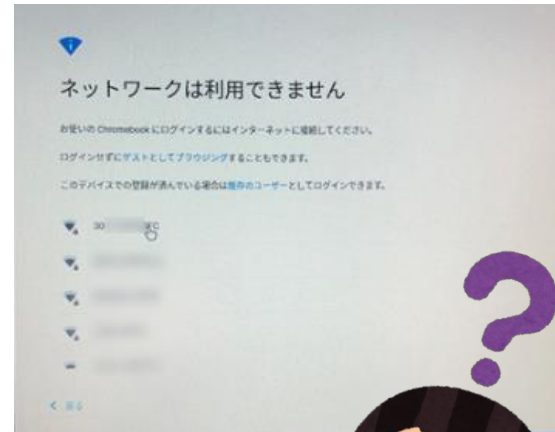 ネットワークは利用できません
お使いの Chromebook にログインするにはインターネットに接続してください。
ログインせずにゲストとしてブラウジングすることもできます。
このデバイスでの登録が済んでいる場合は既存のユーザーとしてログインできます。
30
戻る
?